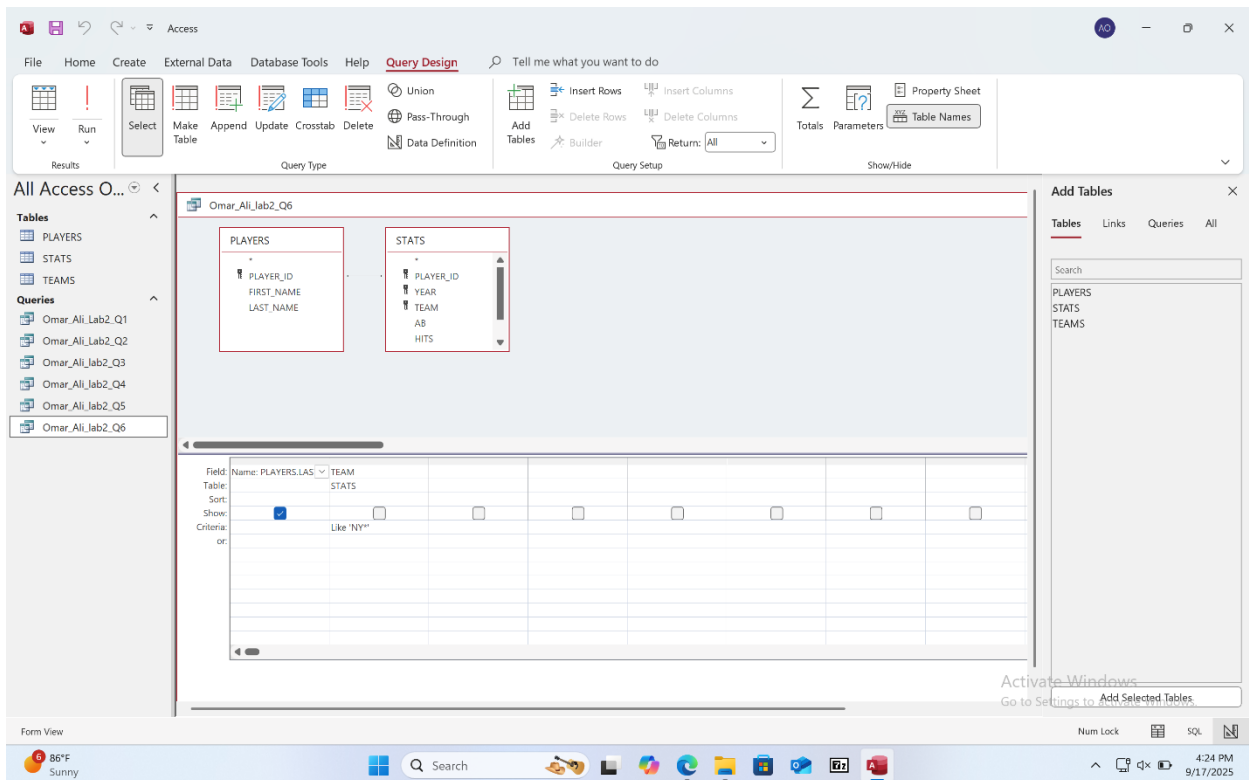 Access
AO
File Home Create External Data Database Tools Help Query Design Tell me what you want to do
View
Run
Select
Make Table
Append
Update
Crosstab
Delete
Union
Pass-Through
Data Definition
Add Tables
Insert Rows
Delete Rows
Builder
Insert Columns
Delete Columns
Return: All
Totals
Parameters
Property Sheet
Table Names
Results
Query Type
Query Setup
Show/Hide
All Access O...
Tables
PLAYERS
STATS
TEAMS
Queries
Omar_Ali_Lab2_Q1
Omar_Ali_Lab2_Q2
Omar_Ali_lab2_Q3
Omar_Ali_lab2_Q4
Omar_Ali_lab2_Q5
Omar_Ali_lab2_Q6
Omar_Ali_lab2_Q6
PLAYERS
*
PLAYER_ID
FIRST_NAME
LAST_NAME
STATS
*
PLAYER_ID
YEAR
TEAM
AB
HITS
Field: Name: PLAYERS.LAS TEAM
Table: STATS
Sort:
Show:
Criteria: Like 'NY*'
or:
Add Tables
Tables Links Queries All
Search
PLAYERS
STATS
TEAMS
Activate Windows
Go to Settings to activate Windows.
Add Selected Tables
Form View
Num Lock
SQL
6
86°F
Sunny
Search
4:24 PM
9/17/2025